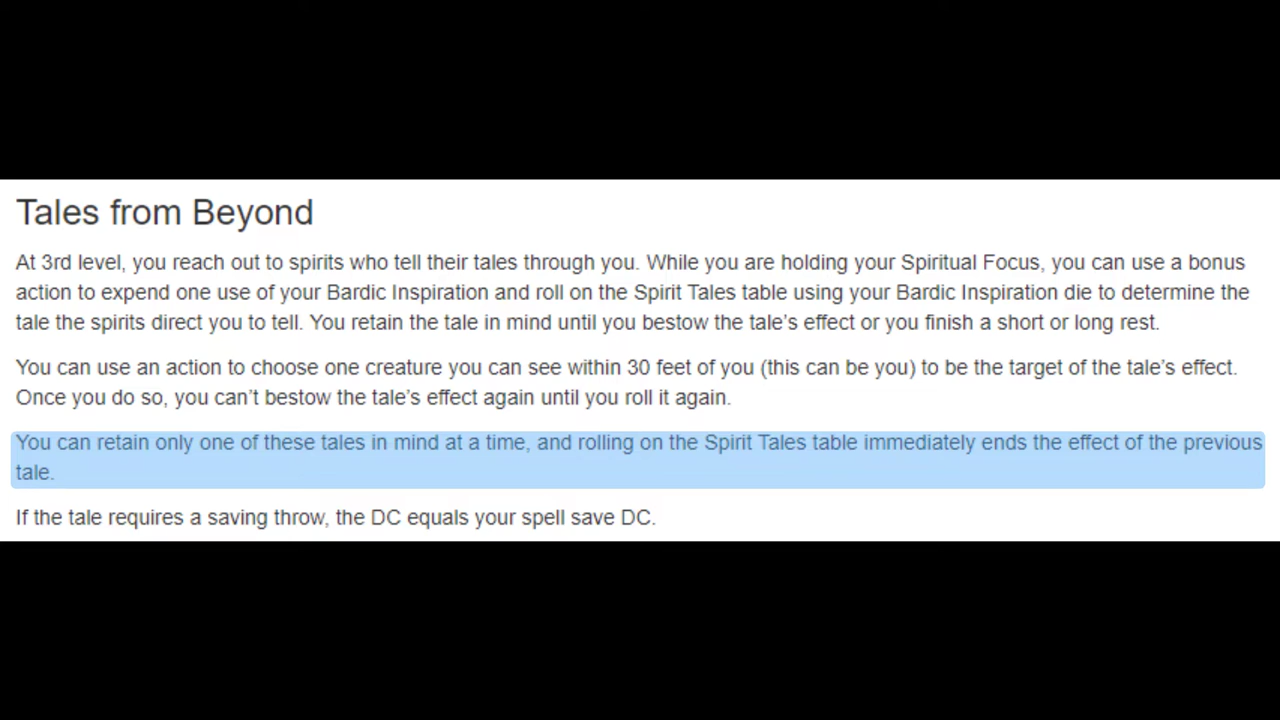 Tales from Beyond
At 3rd level, you reach out to spirits who tell their tales through you. While you are holding your Spiritual Focus, you can use a bonus
action to expend one use of your Bardic Inspiration and roll on the Spirit Tales table using your Bardic Inspiration die to determine the
tale the spirits direct you to tell. You retain the tale in mind until you bestow the tale’s effect or you finish a short or long rest.
You can use an action to choose one creature you can see within 30 feet of you (this can be you) to be the target of the tale’s effect.
Once you do so, you can’t bestow the tale’s effect again until you roll it again.
You can retain only one of these tales in mind at a time, and rolling on the Spirit Tales table immediately ends the effect of the previous
tale.
If the tale requires a saving throw, the DC equals your spell save DC.